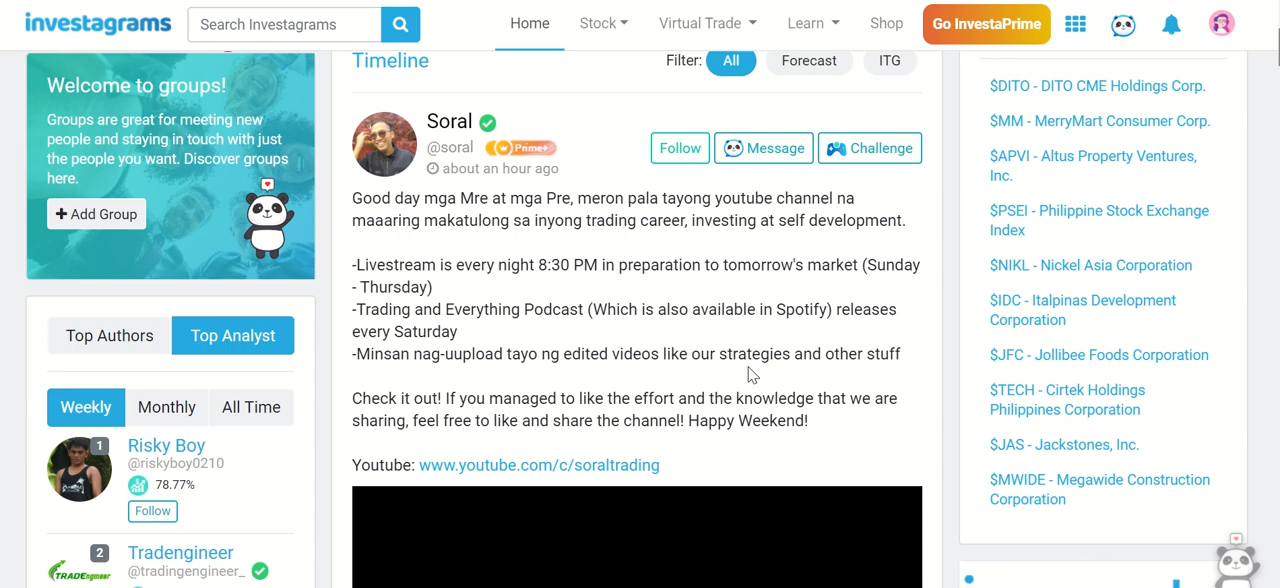 investagrams
Search Investagrams
Home
Stock
Virtual Trade
Learn
Shop
Go InvestaPrime
Welcome to groups!
Groups are great for meeting new
people and staying in touch with just
the people you want. Discover groups
here.
+ Add Group
Top Authors
Top Analyst
Weekly
Monthly
All Time
1
Risky Boy
@riskyboy0210
78.77%
Follow
2
Tradengineer
@tradingengineer_
TRADEngineer
Timeline
Filter:
All
Forecast
ITG
Soral
@soral
Prime+
about an hour ago
Follow
Message
Challenge
Good day mga Mre at mga Pre, meron pala tayong youtube channel na
maaaring makatulong sa inyong trading career, investing at self development.
-Livestream is every night 8:30 PM in preparation to tomorrow's market (Sunday
- Thursday)
-Trading and Everything Podcast (Which is also available in Spotify) releases
every Saturday
-Minsan nag-uupload tayo ng edited videos like our strategies and other stuff
Check it out! If you managed to like the effort and the knowledge that we are
sharing, feel free to like and share the channel! Happy Weekend!
Youtube: www.youtube.com/c/soraltrading
$DITO - DITO CME Holdings Corp.
$MM - MerryMart Consumer Corp.
$APVI - Altus Property Ventures,
Inc.
$PSEI - Philippine Stock Exchange
Index
$NIKL - Nickel Asia Corporation
$IDC - Italpinas Development
Corporation
$JFC - Jollibee Foods Corporation
$TECH - Cirtek Holdings
Philippines Corporation
$JAS - Jackstones, Inc.
$MWIDE - Megawide Construction
Corporation